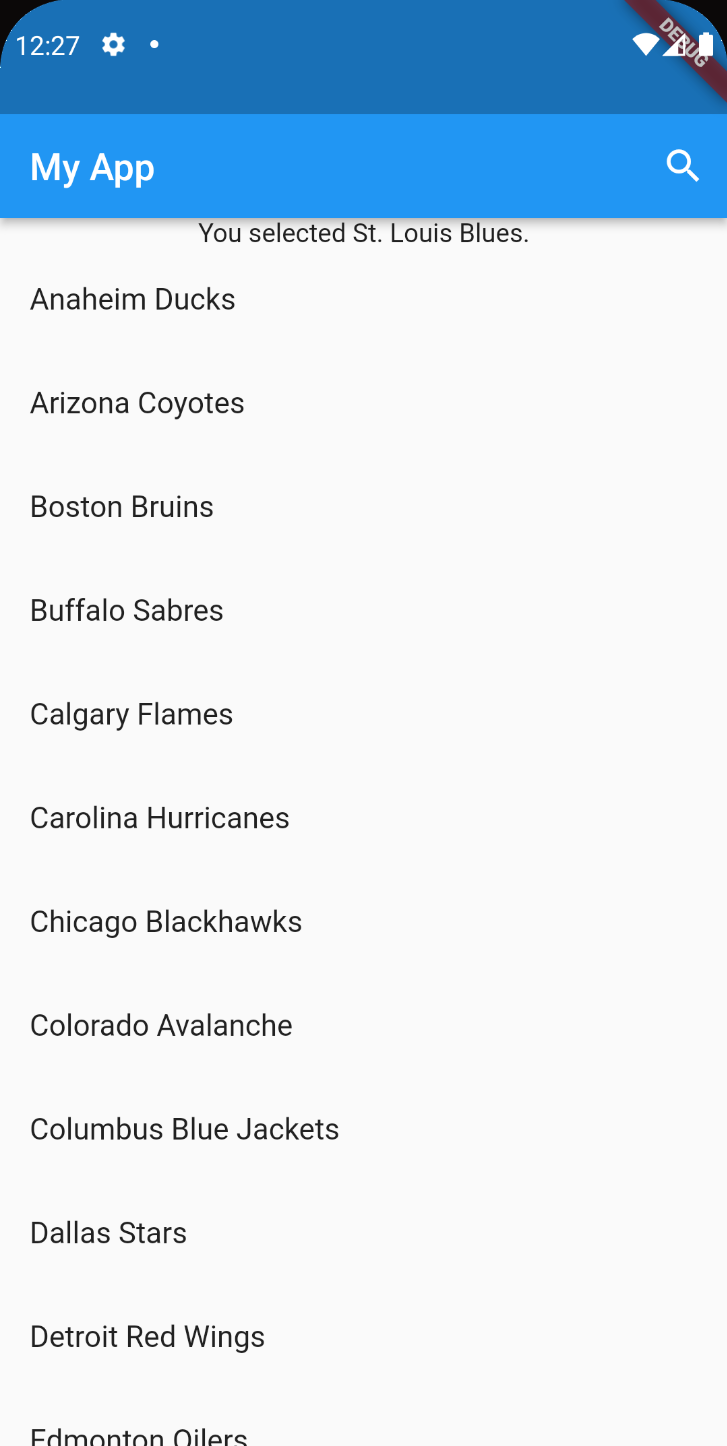 12:27
DEBUG
My App
You selected St. Louis Blues.
Anaheim Ducks
Arizona Coyotes
Boston Bruins
Buffalo Sabres
Calgary Flames
Carolina Hurricanes
Chicago Blackhawks
Colorado Avalanche
Columbus Blue Jackets
Dallas Stars
Detroit Red Wings
Edmonton Oilers